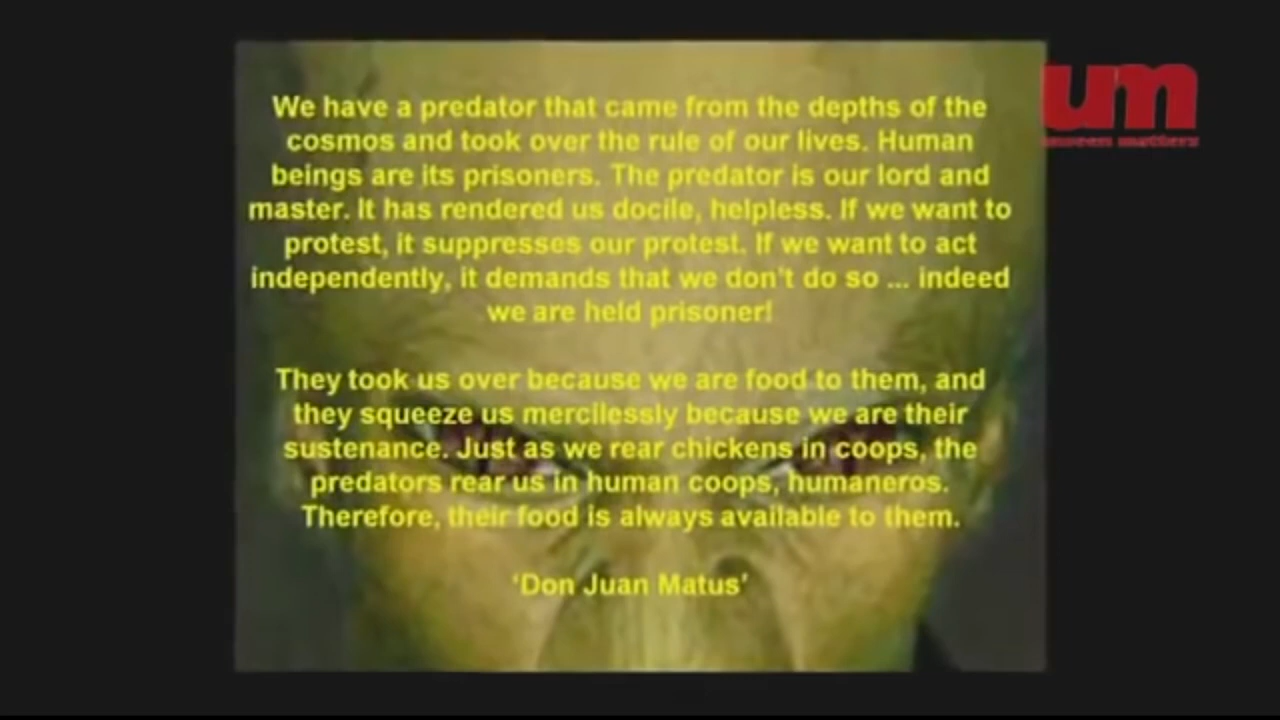 We have a predator that came from the depths of the
cosmos and took over the rule of our lives. Human
beings are its prisoners. The predator is our lord and
master. It has rendered us docile, helpless. If we want to
protest, it suppresses our protest. If we want to act
independently, it demands that we don't do so ... indeed
we are held prisoner!
They took us over because we are food to them, and
they squeeze us mercilessly because we are their
sustenance. Just as we rear chickens in coops, the
predators rear us in human coops, humaneros.
Therefore, their food is always available to them.
'Don Juan Matus'
um